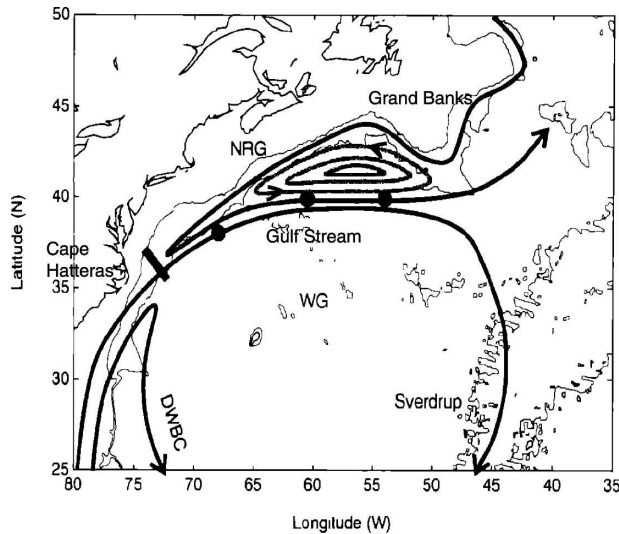 50
45
40
35
30
25
Latitude (N)
Grand Banks
NRG
Gulf Stream
Cape
Hatteras
WG
DWBC
Sverdrup
80 75 70 65 60 55 50 45 40 35
Longitude (W)